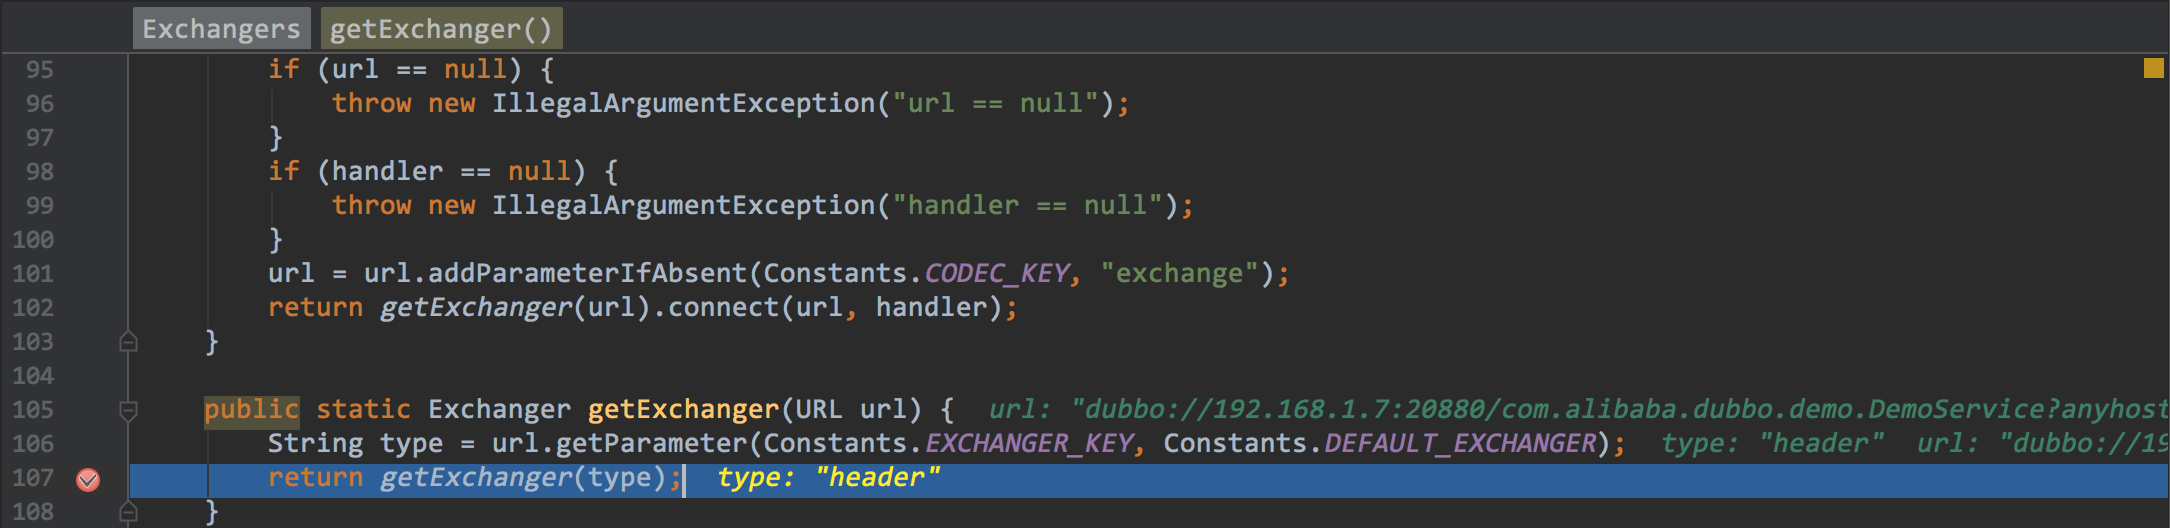 Exchangers getExchanger()
95 if (url == null) {
96 throw new IllegalArgumentException("url == null");
97 }
98 if (handler == null) {
99 throw new IllegalArgumentException("handler == null");
100 }
101 url = url.addParameterIfAbsent(Constants.CODEC_KEY, "exchange");
102 return getExchanger(url).connect(url, handler);
103 }
104
105 public static Exchanger getExchanger(URL url) { url: "dubbo://192.168.1.7:20880/com.alibaba.dubbo.demo.DemoService?anyhost
106 String type = url.getParameter(Constants.EXCHANGER_KEY, Constants.DEFAULT_EXCHANGER); type: "header" url: "dubbo://19
107 return getExchanger(type); type: "header"
108 }